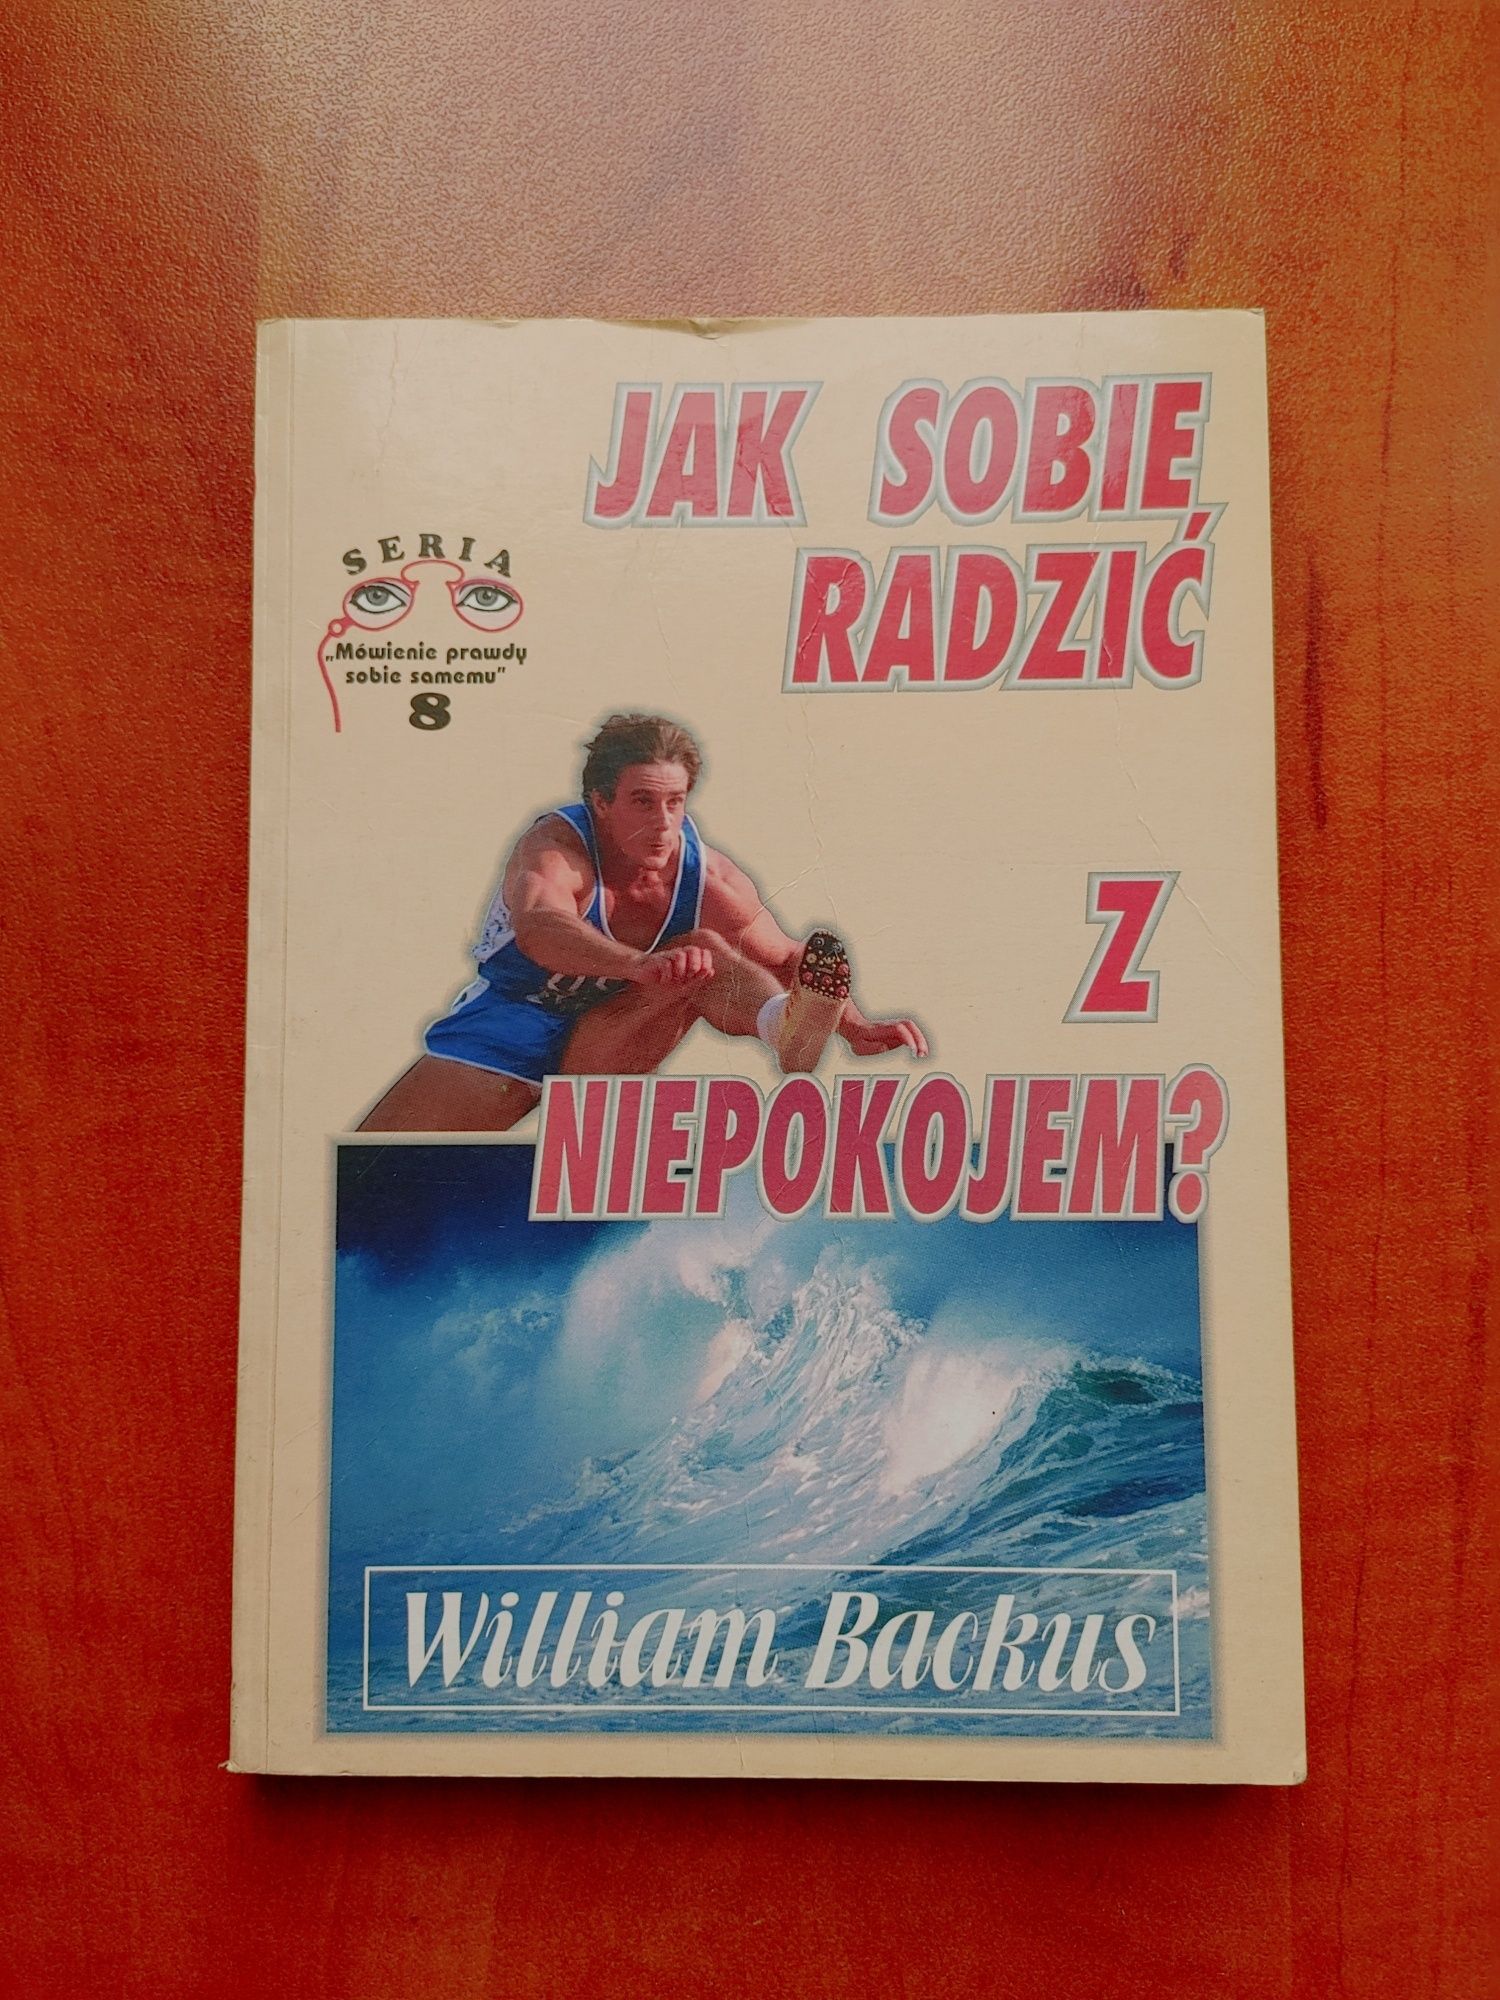 JAK SOBIE
RADZIĆ
SERIA
„Mówienie prawdy
sobie samemu"
8
Z
NIEPOKOJEM?
William Backus